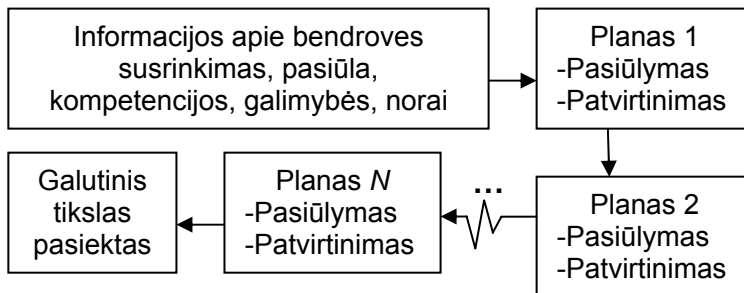 Informacijos apie bendroves
susrinkimas, pasiūla,
kompetencijos, galimybės, norai
Planas 1
-Pasiūlymas
-Patvirtinimas
Planas 2
-Pasiūlymas
-Patvirtinimas
...
Planas N
-Pasiūlymas
-Patvirtinimas
Galutinis
tikslas
pasiektas